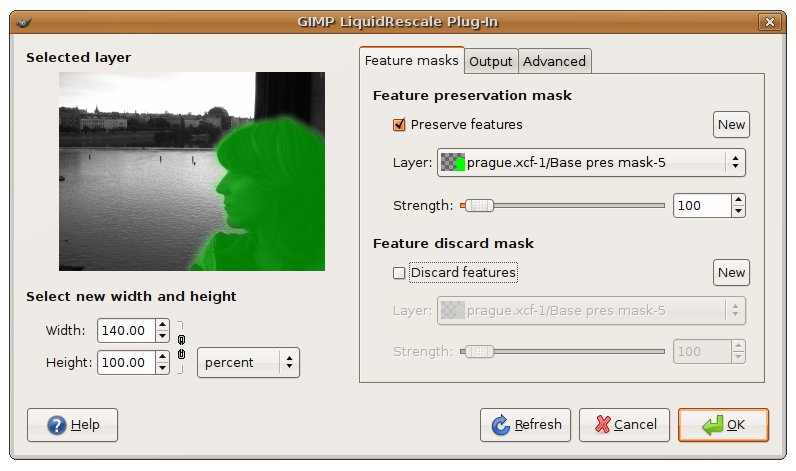 GIMP LiquidRescale Plug-In
Selected layer
Select new width and height
Width: 140.00
Height: 100.00 percent
Feature masks Output Advanced
Feature preservation mask
Preserve features New
Layer: prague.xcf-1/Base pres mask-5
Strength: 100
Feature discard mask
Discard features New
Layer: prague.xcf-1/Base pres mask-5
Strength: 100
Help Refresh Cancel OK